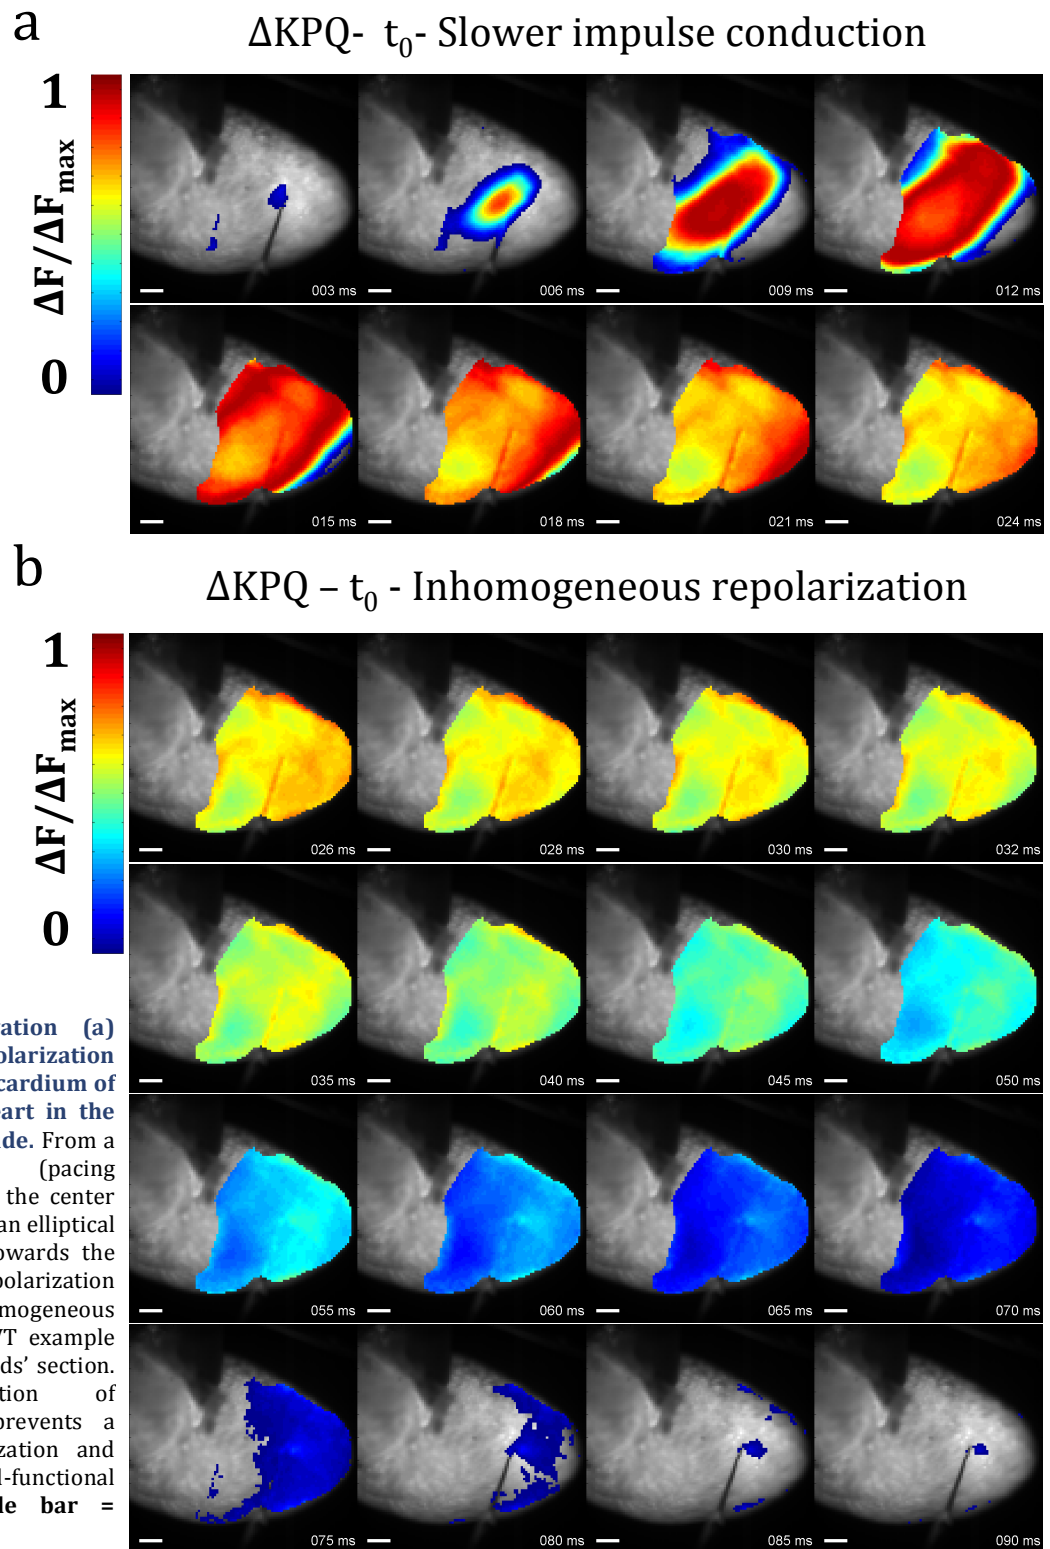 a
ΔKPQ- t0- Slower impulse conduction
1
ΔF/ΔFmax
0
003 ms
006 ms
009 ms
012 ms
015 ms
018 ms
021 ms
024 ms
b
ΔKPQ – t0 - Inhomogeneous repolarization
1
ΔF/ΔFmax
0
026 ms
028 ms
030 ms
032 ms
035 ms
040 ms
045 ms
050 ms
055 ms
060 ms
065 ms
070 ms
075 ms
080 ms
085 ms
090 ms
vation (a)
olarization
cardium of
art in the
de. From a
(pacing
the center
an elliptical
owards the
polarization
omogeneous
VT example
ds’ section.
tion of
prevents a
ization and
l-functional
le bar =